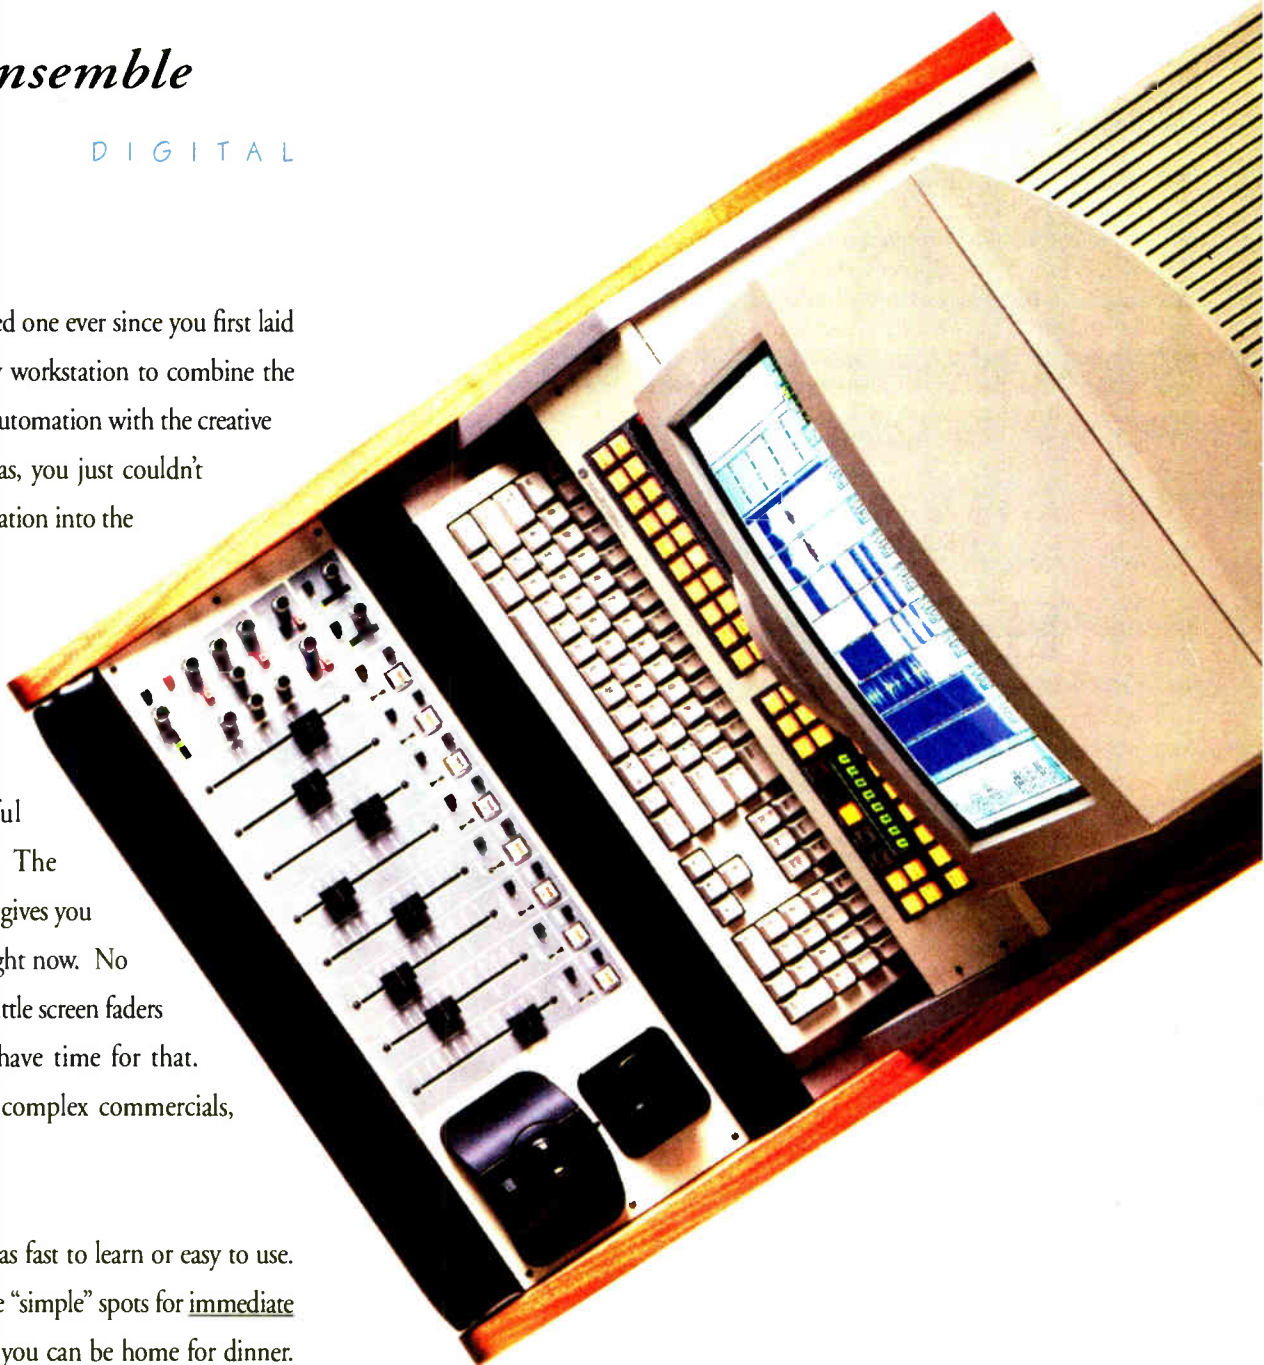 nsemble
DIGITAL
ed one ever since you first laid
workstation to combine the
utomation with the creative
as, you just couldn't
ation into the
ul
The
gives you
ght now. No
ttle screen faders
have time for that.
complex commercials,
as fast to learn or easy to use.
e “simple” spots for immediate
you can be home for dinner.